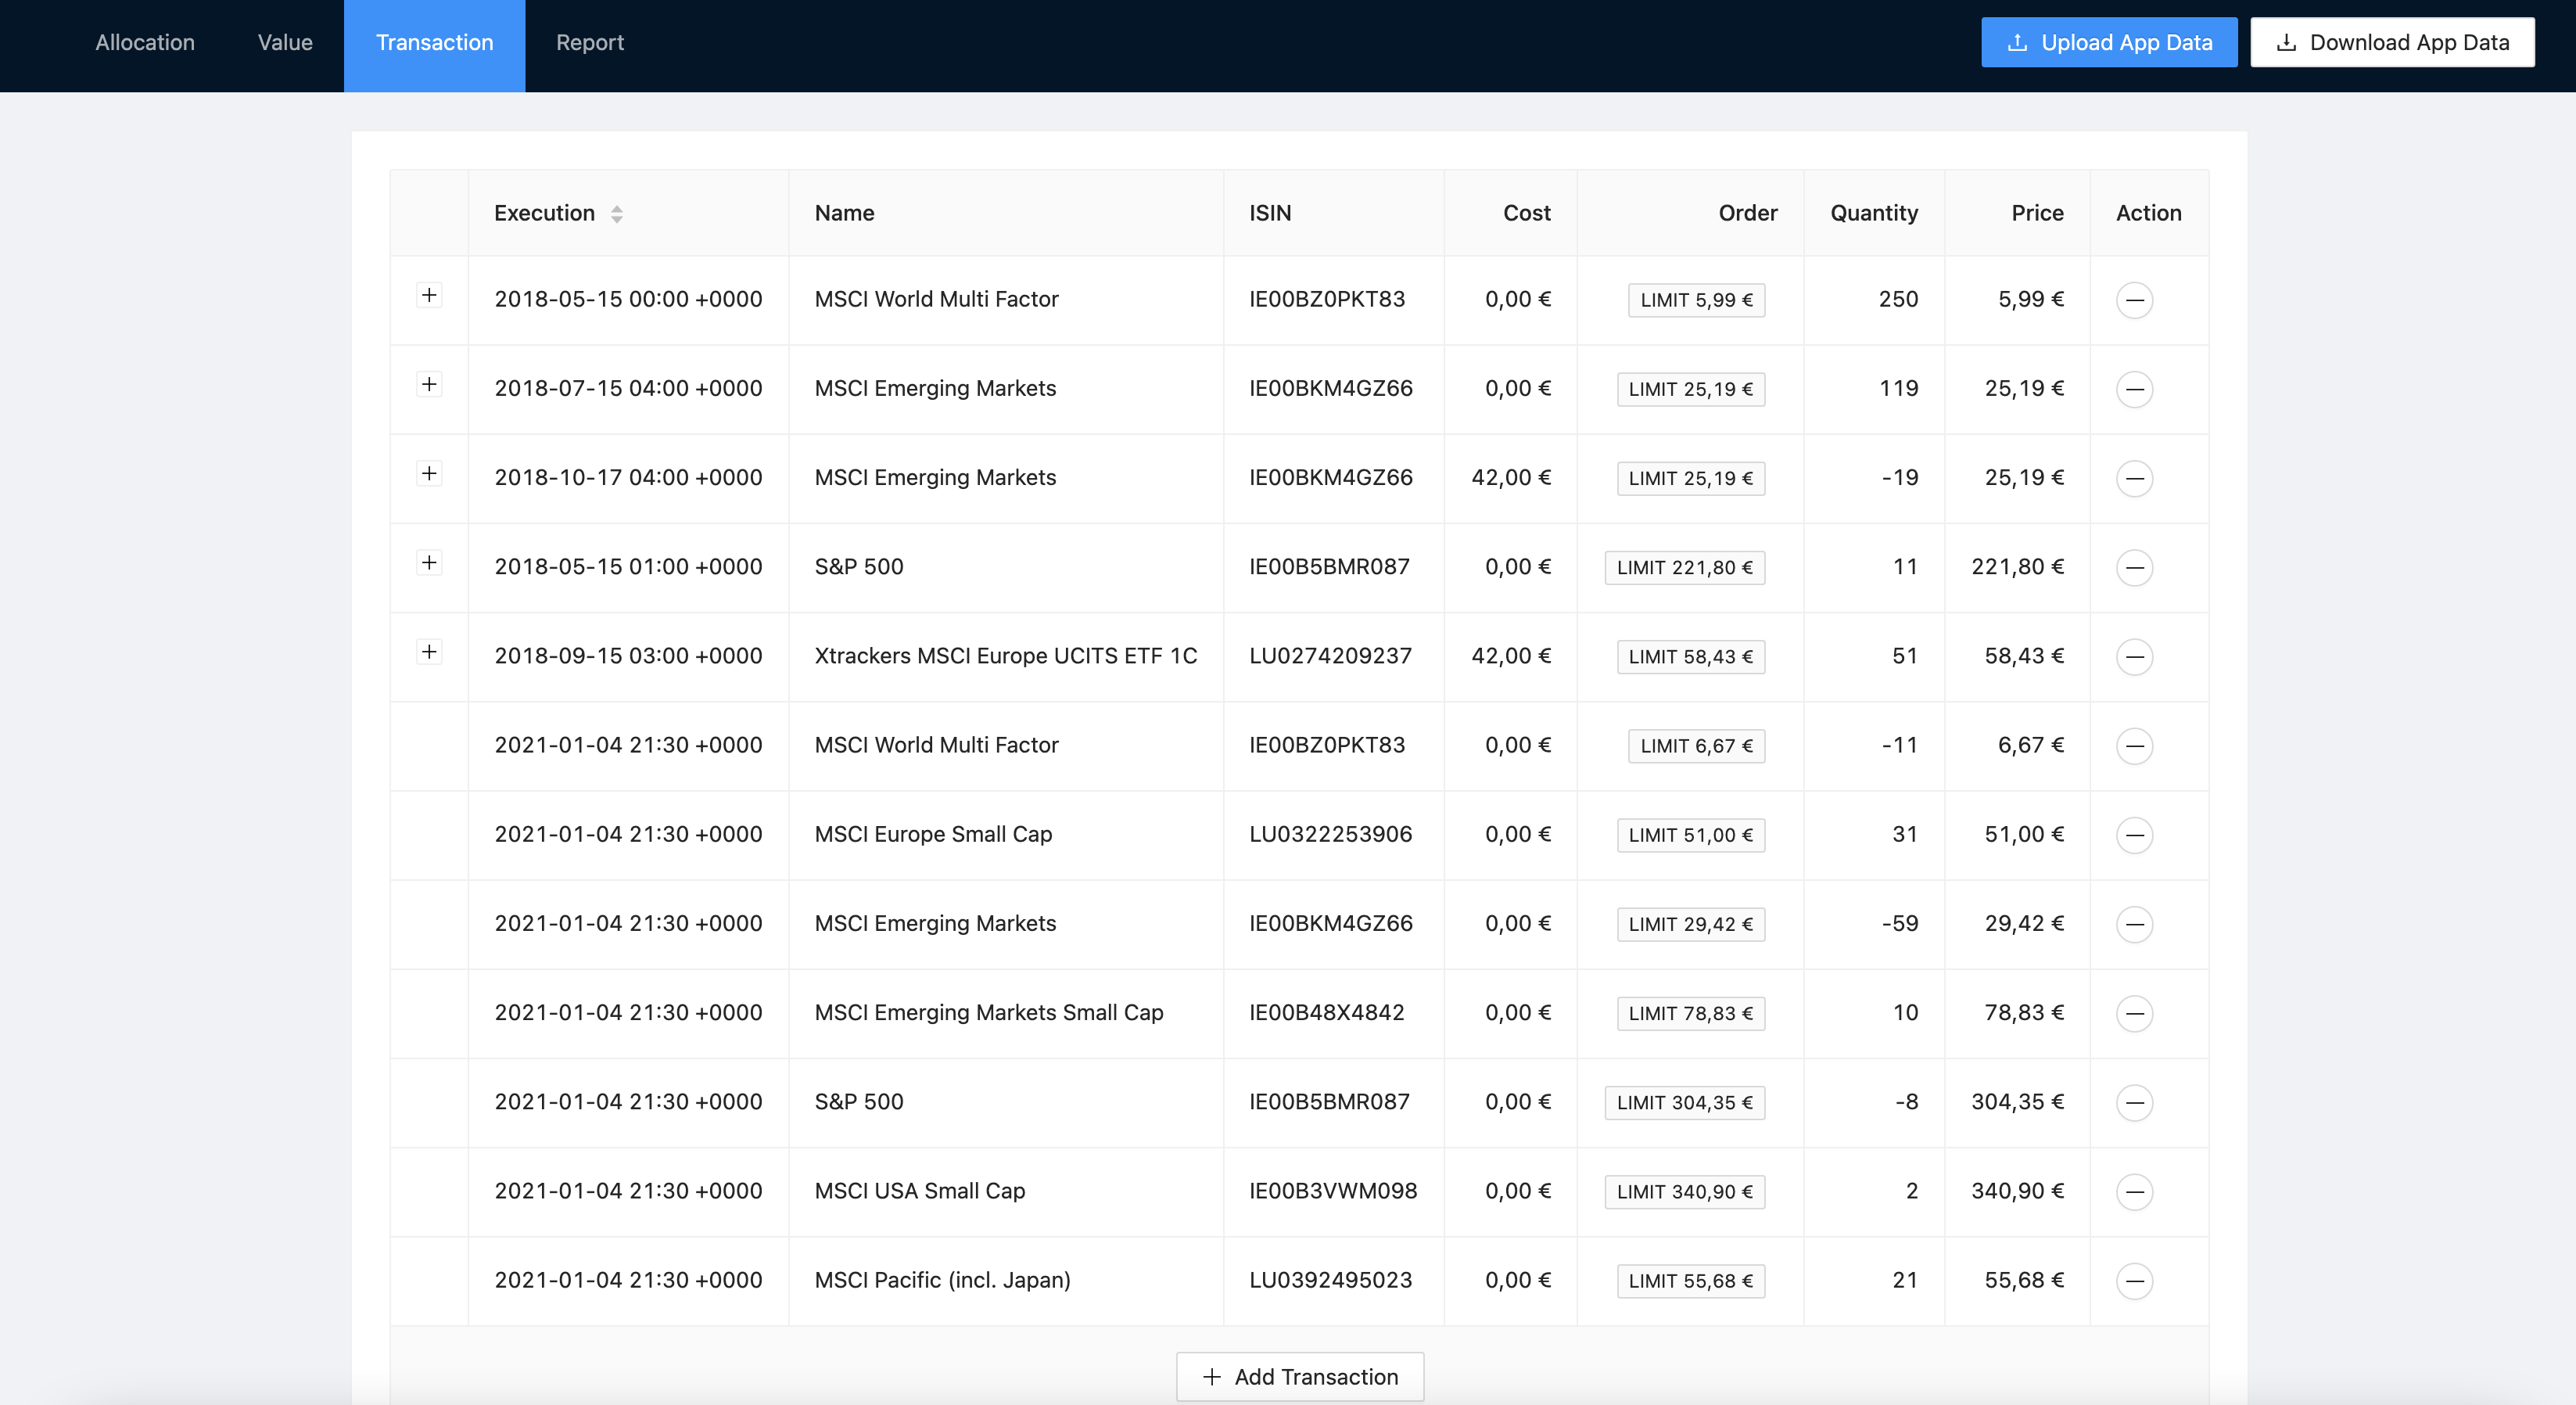 Allocation Value Transaction Report Upload App Data Download App Data
Execution Name ISIN Cost Order Quantity Price Action
2018-05-15 00:00 +0000 MSCI World Multi Factor IE00BZ0PKT83 0,00 € LIMIT 5,99 € 250 5,99 €
2018-07-15 04:00 +0000 MSCI Emerging Markets IE00BKM4GZ66 0,00 € LIMIT 25,19 € 119 25,19 €
2018-10-17 04:00 +0000 MSCI Emerging Markets IE00BKM4GZ66 42,00 € LIMIT 25,19 € -19 25,19 €
2018-05-15 01:00 +0000 S&P 500 IE00B5BMR087 0,00 € LIMIT 221,80 € 11 221,80 €
2018-09-15 03:00 +0000 Xtrackers MSCI Europe UCITS ETF 1C LU0274209237 42,00 € LIMIT 58,43 € 51 58,43 €
2021-01-04 21:30 +0000 MSCI World Multi Factor IE00BZ0PKT83 0,00 € LIMIT 6,67 € -11 6,67 €
2021-01-04 21:30 +0000 MSCI Europe Small Cap LU0322253906 0,00 € LIMIT 51,00 € 31 51,00 €
2021-01-04 21:30 +0000 MSCI Emerging Markets IE00BKM4GZ66 0,00 € LIMIT 29,42 € -59 29,42 €
2021-01-04 21:30 +0000 MSCI Emerging Markets Small Cap IE00B48X4842 0,00 € LIMIT 78,83 € 10 78,83 €
2021-01-04 21:30 +0000 S&P 500 IE00B5BMR087 0,00 € LIMIT 304,35 € -8 304,35 €
2021-01-04 21:30 +0000 MSCI USA Small Cap IE00B3VWM098 0,00 € LIMIT 340,90 € 2 340,90 €
2021-01-04 21:30 +0000 MSCI Pacific (incl. Japan) LU0392495023 0,00 € LIMIT 55,68 € 21 55,68 €
Add Transaction